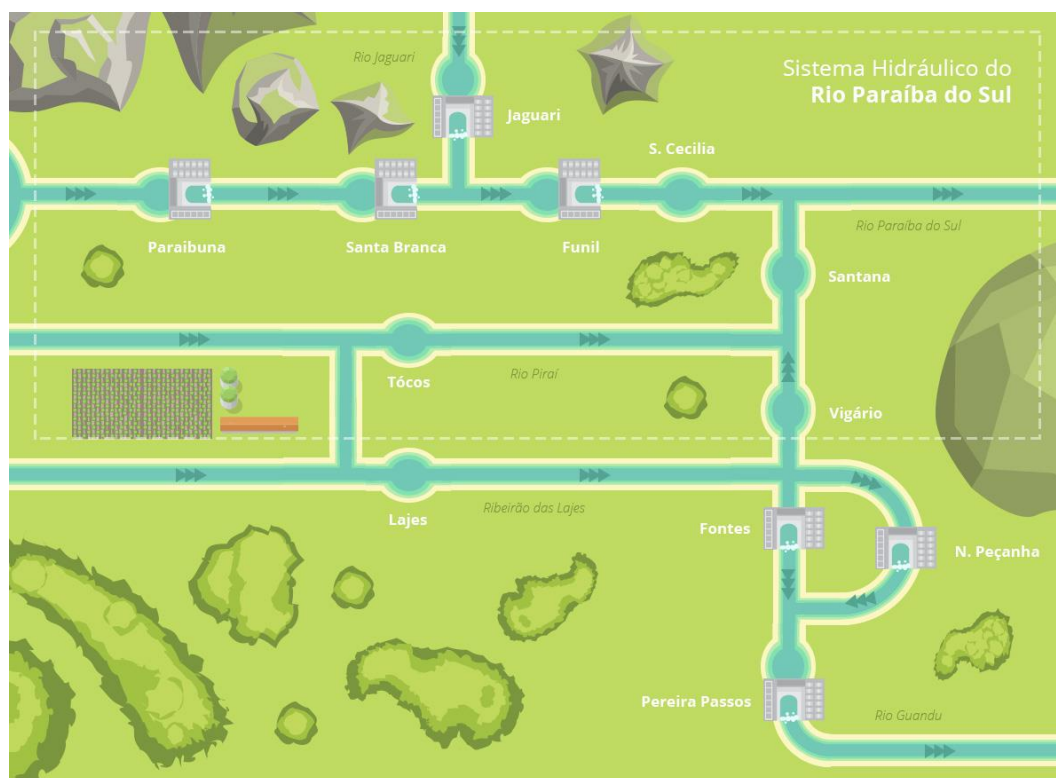 Sistema Hidráulico do
Rio Paraíba do Sul
Rio Jaguari
Jaguari
S. Cecilia
Paraibuna
Santa Branca
Funil
Rio Paraíba do Sul
Santana
Tócos
Rio Piraí
Vigário
Lajes
Ribeirão das Lajes
Fontes
N. Peçanha
Pereira Passos
Rio Guandu